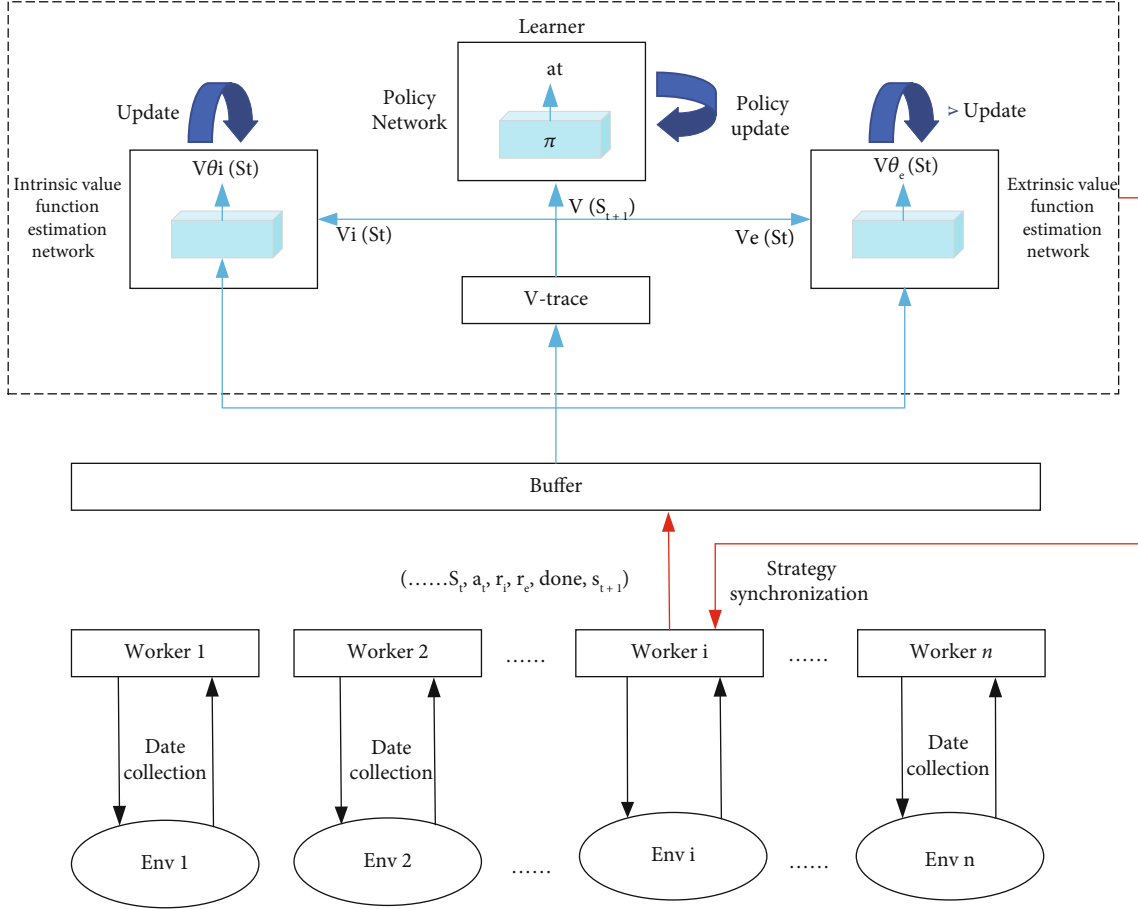 Learner
at
π
Policy
Network
Policy
update
Update
Vθi (St)
Intrinsic value
function
estimation
network
> Update
Vθe (St)
Extrinsic value
function
estimation
network
V (St+1)
Vi (St)
Ve (St)
V-trace
Buffer
(......St, at, ri, re, done, st+1)
Strategy
synchronization
Worker 1
Worker 2
......
Worker i
......
Worker n
Date
collection
Date
collection
Date
collection
Env 1
Env 2
......
Env i
......
Env n